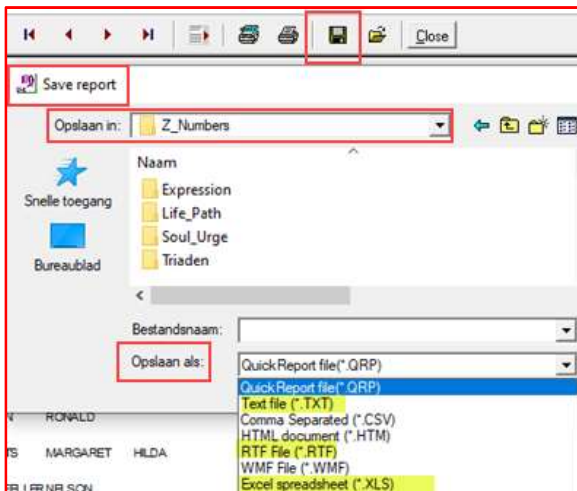 Close
Save report
Opslaan in: Z_Numbers
Naam
Snelle toegang
Expression
Life_Path
Soul_Urge
Triaden
Bureaublad
Bestandsnaam:
Opslaan als: QuickReport file(*.QRP)
QuickReport file(*.QRP)
Text file (*.TXT)
Comma Separated (*.CSV)
HTML document (*.HTM)
RTF File (*.RTF)
WMF File (*.WMF)
Excel spreadsheet (*.XLS)
RONALD
MARGARET HILDA
NELSON